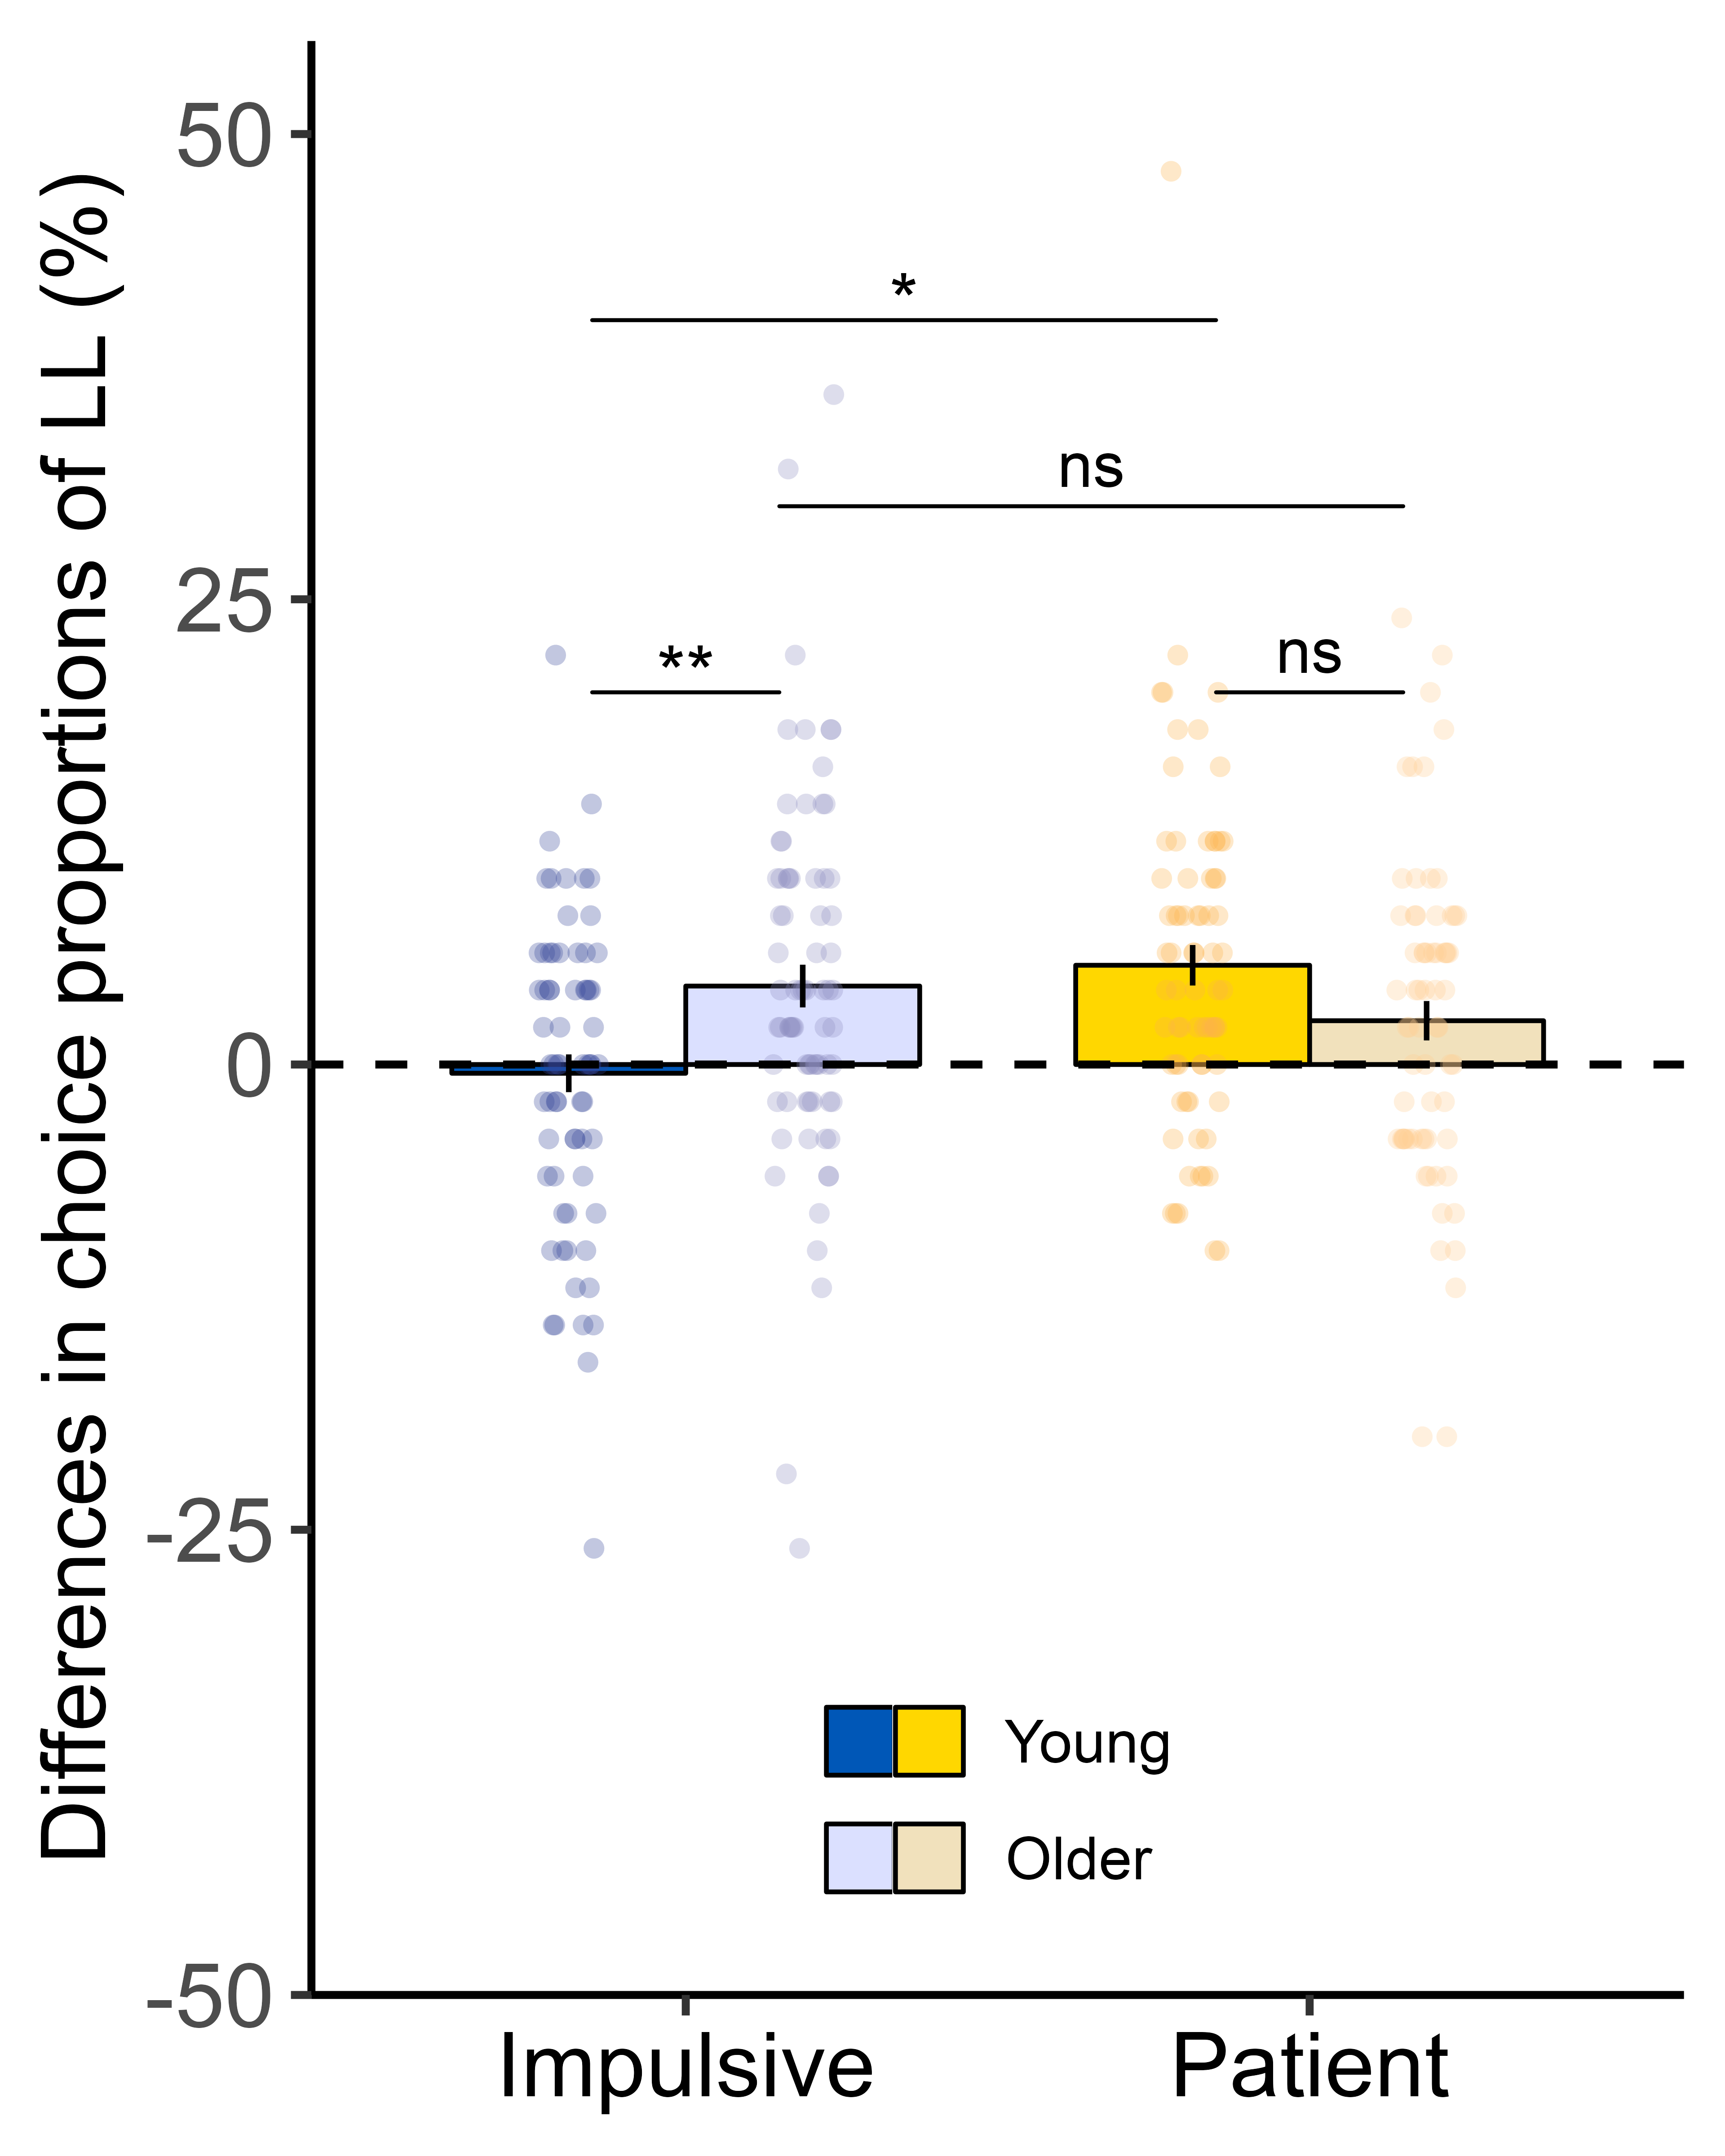 Differences in choice proportions of LL (%)
50
25
0
-25
-50
*
ns
**
ns
Young
Older
Impulsive
Patient